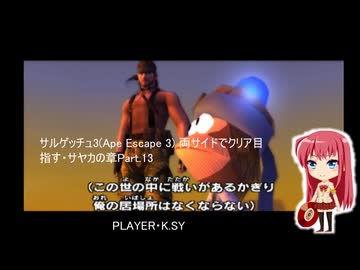 サルゲッチュ3(Ape Escape 3) 両サイドでクリア目
指す・サヤカの章Part.13
(この世の中に戦いがあるかぎり
俺の居場所はなくならない)
PLAYER・K.SY